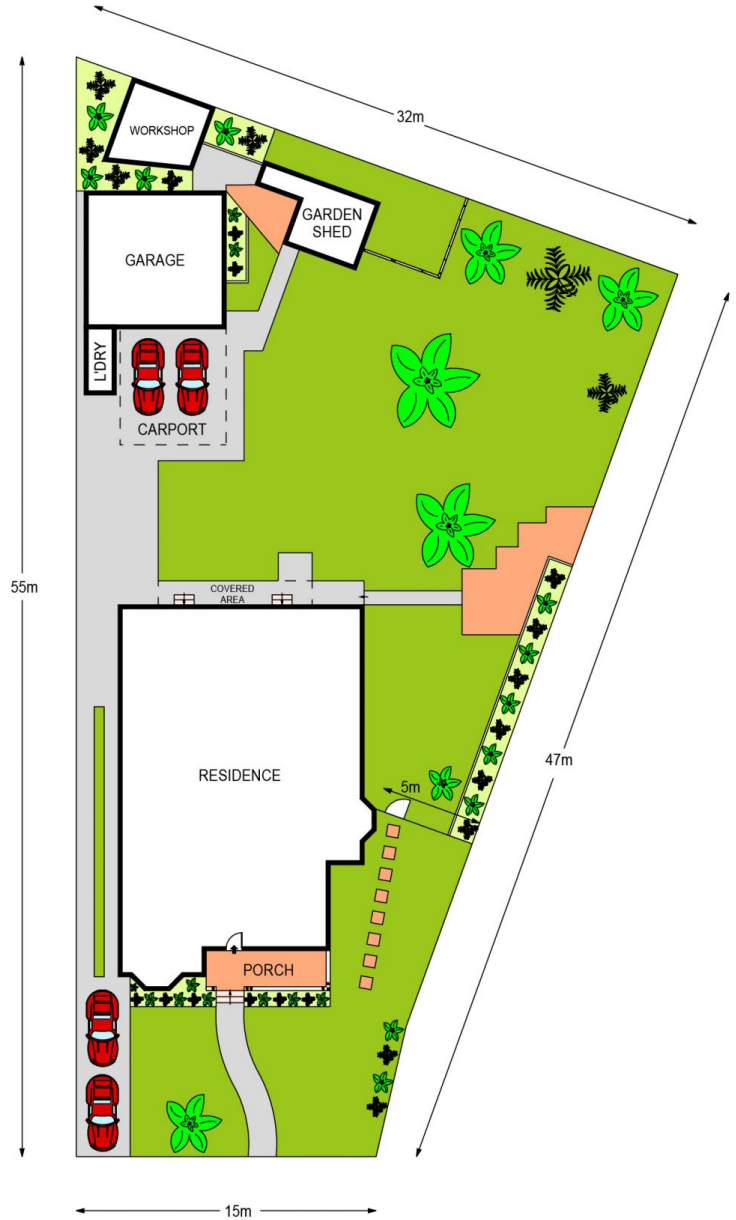 32m
WORKSHOP
GARDEN
SHED
GARAGE
L'DRY
CARPORT
55m
COVERED
AREA
RESIDENCE
47m
5m
PORCH
15m